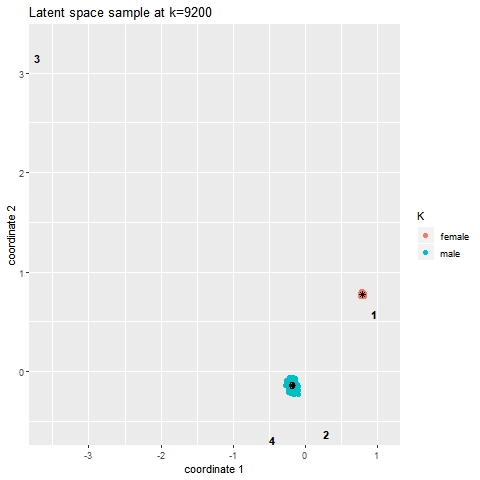 Latent space sample at k=9200
3
3
2
1
0
1
2
4
-3
-2
-1
0
1
coordinate 1
coordinate 2
K
female
male